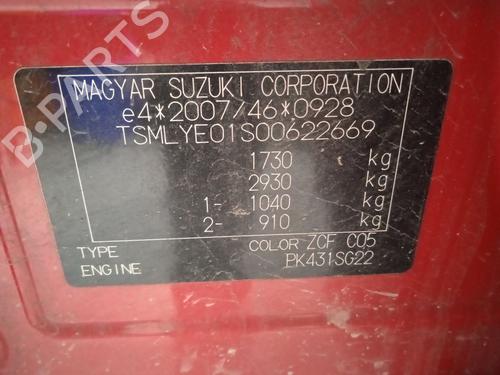 B-PARTS
MAGYAR SUZUKI CORPORATION
e4*2007/46*0928
TSMLYE01S00622669
1730 kg
2930 kg
1- 1040 kg
2- 910 kg
TYPE COLOR ZCF C05
ENGINE PK431SG22